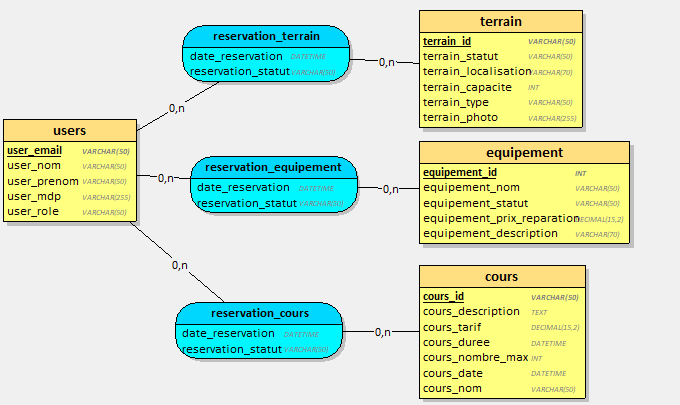 reservation_terrain
date_reservation DATETIME
reservation_statut VARCHAR(50)
terrain
terrain_id VARCHAR(50)
terrain_statut VARCHAR(50)
terrain_localisation VARCHAR(70)
terrain_capacite INT
terrain_type VARCHAR(50)
terrain_photo VARCHAR(255)
0,n
0,n
users
user_email VARCHAR(50)
user_nom VARCHAR(50)
user_prenom VARCHAR(50)
user_mdp VARCHAR(255)
user_role VARCHAR(50)
0,n
reservation_equipement
date_reservation DATETIME
reservation_statut VARCHAR(50)
0,n
equipement
equipement_id INT
equipement_nom VARCHAR(50)
equipement_statut VARCHAR(50)
equipement_prix_reparation DECIMAL(15,2)
equipement_description VARCHAR(70)
0,n
reservation_cours
date_reservation DATETIME
reservation_statut VARCHAR(50)
0,n
cours
cours_id VARCHAR(50)
cours_description TEXT
cours_tarif DECIMAL(15,2)
cours_duree DATETIME
cours_nombre_max INT
cours_date DATETIME
cours_nom VARCHAR(50)